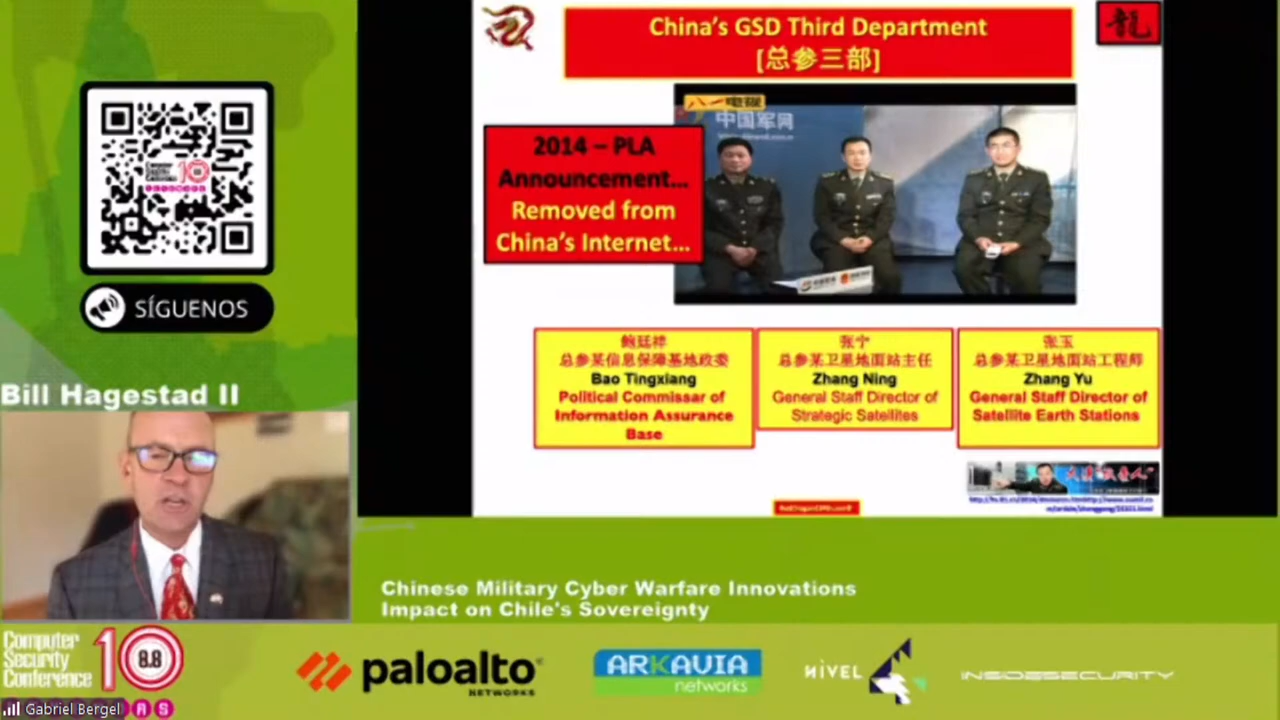 China's GSD Third Department
[总参三部]
龍
八一电视
中国军网
2014 – PLA
Announcement...
Removed from
China's Internet...
鲍廷祥
总参某信息保障基地政委
Bao Tingxiang
Political Commissar of
Information Assurance
Base
张宁
总参某卫星地面站主任
Zhang Ning
General Staff Director of
Strategic Satellites
张玉
总参某卫星地面站工程师
Zhang Yu
General Staff Director of
Satellite Earth Stations
SÍGUENOS
Bill Hagestad II
Chinese Military Cyber Warfare Innovations
Impact on Chile's Sovereignty
Computer
Security
Conference
10
8.8
Gabriel Bergel
A S
paloalto
NETWORKS
ARKAVIA
networks
NIVEL
INSIDESECURITY